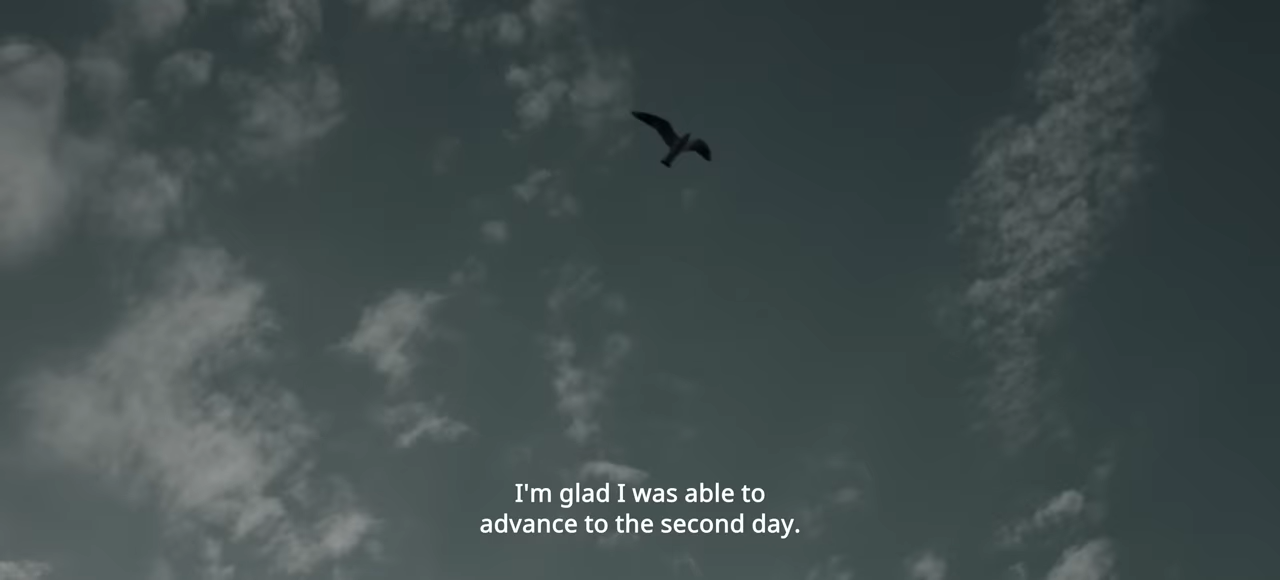 I'm glad I was able to
advance to the second day.